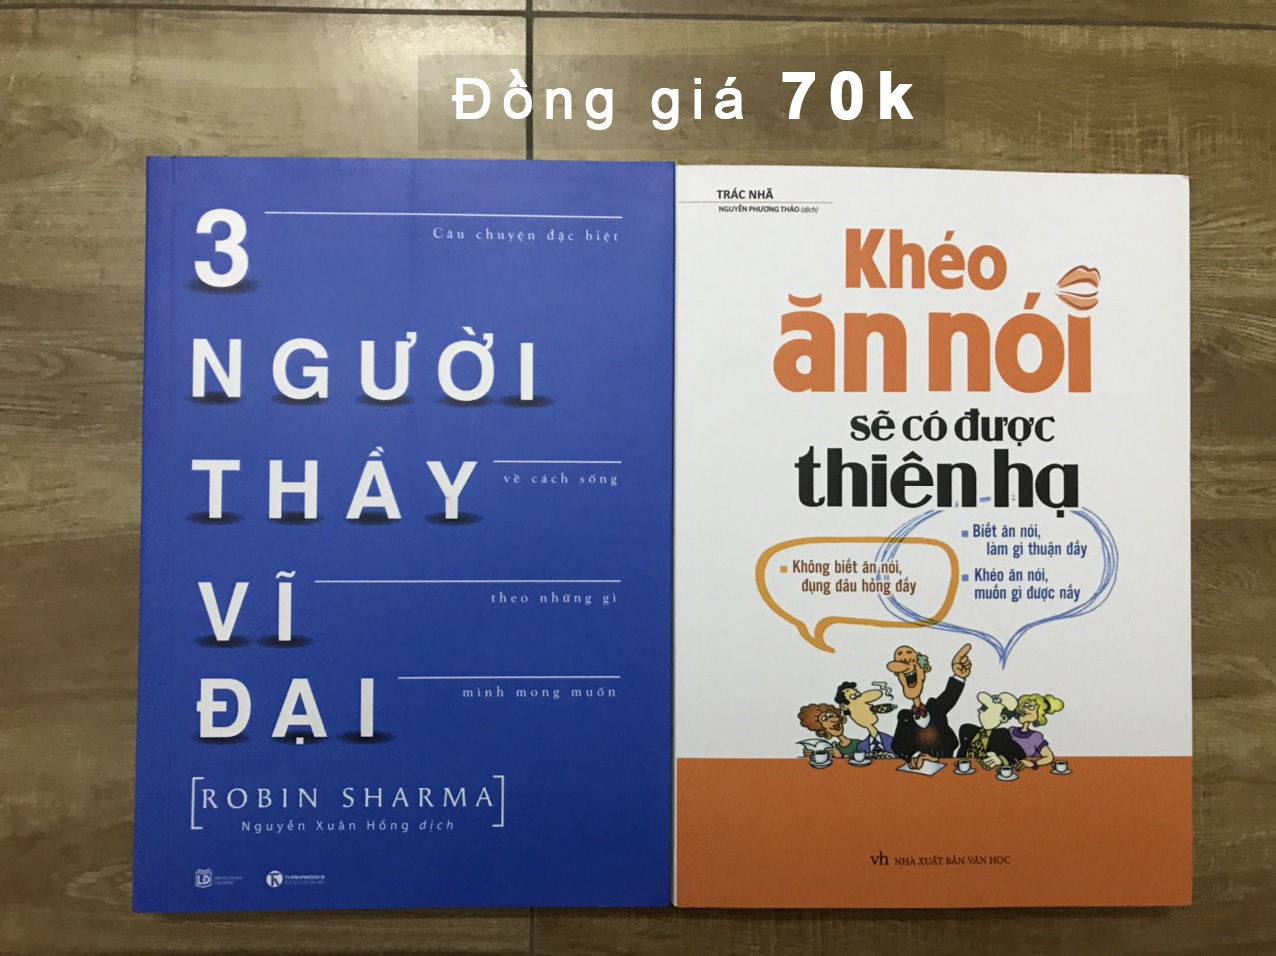 Đồng giá 70k
3
Câu chuyện đặc biệt
NGƯỜI
THẦY
về cách sống
VĨ
theo những gì
ĐẠI
mình mong muốn
[ROBIN SHARMA]
Nguyễn Xuân Hồng dịch
LD
THAIHABOOKS
TRÁC NHÃ
NGUYỄN PHƯƠNG THẢO (dịch)
Khéo
ăn nói
sẽ có được
thiên hạ
Không biết ăn nói,
đụng đâu hỏng đấy
Biết ăn nói,
làm gì thuận đấy
Khéo ăn nói,
muốn gì được nấy
vh NHÀ XUẤT BẢN VĂN HỌC